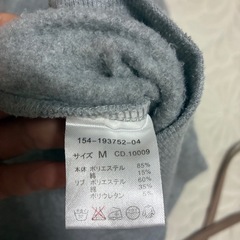 154-193752-04
サイズ M CD.10009
本体 ポリエステル 85%
綿 15%
リブ ポリエステル 60%
綿 35%
ポリウレタン 5%